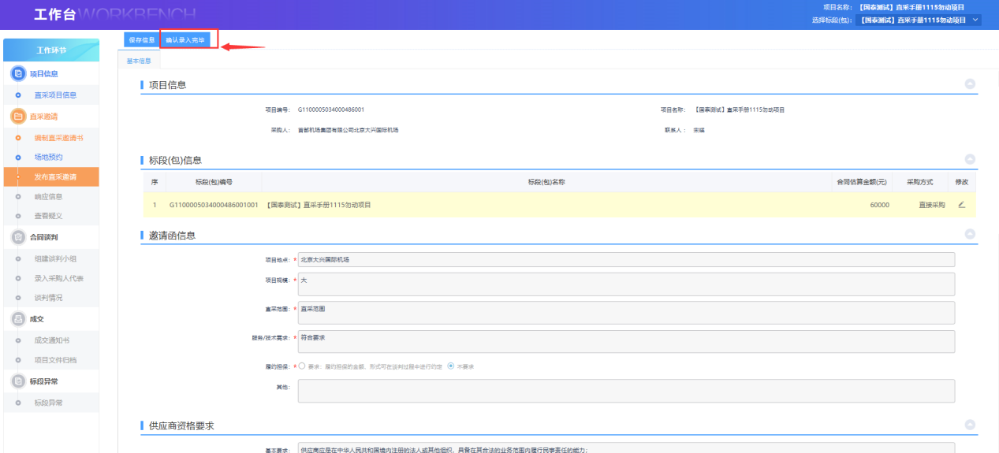 工作台WORKBENCH
项目名称： 【国泰测试】直采手册1115勿动项目
选择标段(包)： 【国泰测试】直采手册1115勿动项目
保存信息 确认录入完毕
工作环节
基本信息
项目信息
直采项目信息
直采邀请
编制直采邀请书
场地预约
发布直采邀请
响应信息
查看疑义
合同谈判
组建谈判小组
录入采购人代表
谈判情况
成交
成交通知书
项目文件归档
标段异常
标段异常
项目信息
项目编号： G1100005034000486001 项目名称： 【国泰测试】直采手册1115勿动项目
采购人： 首都机场集团有限公司北京大兴国际机场 联系人：
标段(包)信息
序 标段(包)编号 标段(包)名称 合同估算金额(元) 采购方式 修改
1 G1100005034000486001001 【国泰测试】直采手册1115勿动项目 60000 直接采购
邀请函信息
项目地点： * 北京大兴国际机场
项目规模： * 大
直采范围： * 直采范围
服务/技术需求： * 符合要求
履约担保： * 要求：履约担保的金额、形式可在谈判过程中进行约定 不要求
其他：
供应商资格要求
基本要求： 供应商应是在中华人民共和国境内注册的法人或其他组织，具备在其合法的业务范围内履行民事责任的能力；